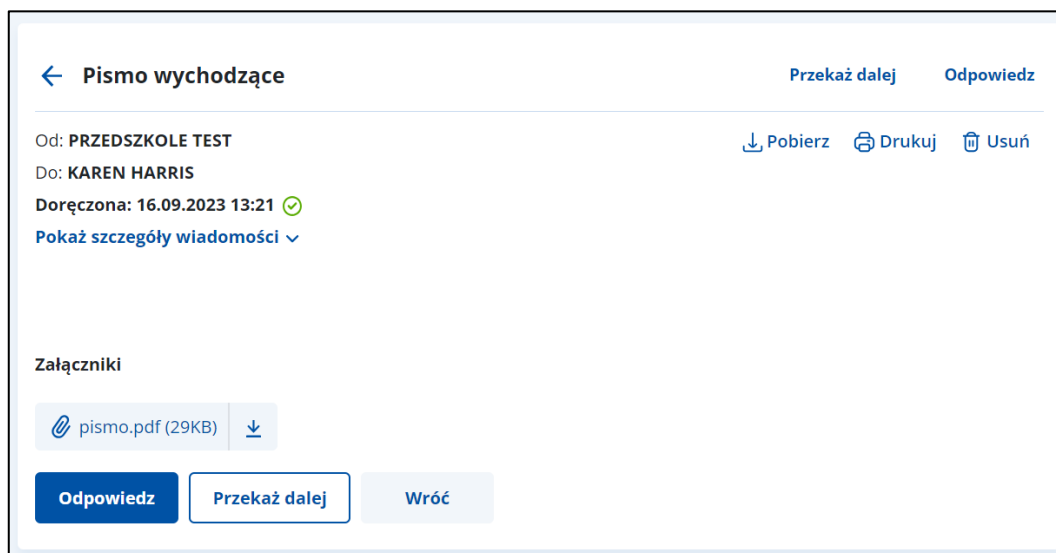 Pismo wychodzące
Przekaż dalej
Odpowiedz
Od: PRZEDSZKOLE TEST
Pobierz
Drukuj
Usuń
Do: KAREN HARRIS
Doręczona: 16.09.2023 13:21
Pokaż szczegóły wiadomości
Załączniki
pismo.pdf (29KB)
Odpowiedz
Przekaż dalej
Wróć